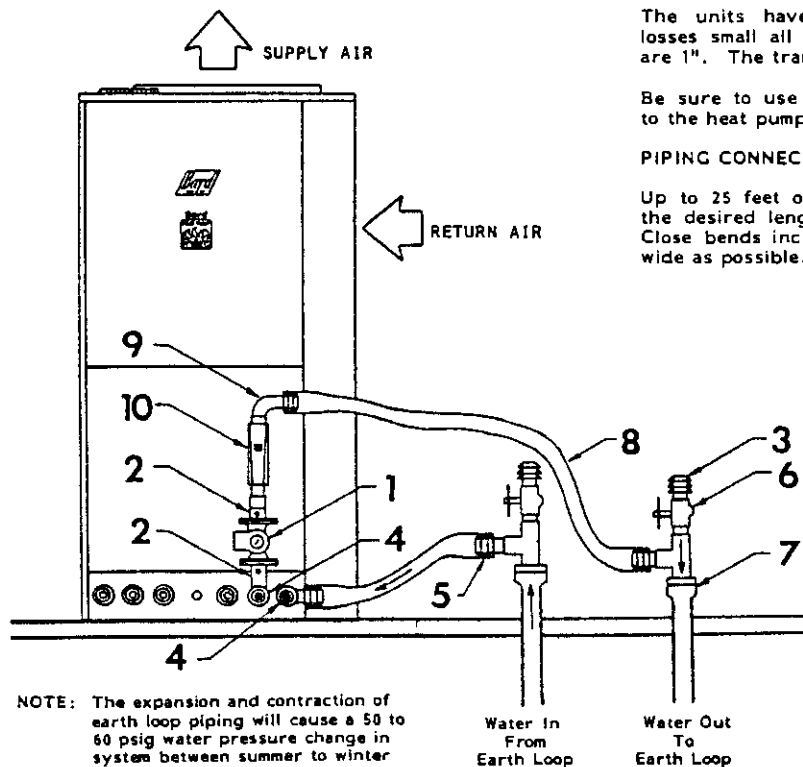 SUPPLY AIR
The units have
losses small all
are 1". The tra
Be sure to use
to the heat pump
PIPING CONNEC
Up to 25 feet o
the desired leng
Close bends inc
wide as possible.
Bard
RETURN AIR
9
10
2
1
2
4
8
3
6
5
7
4
NOTE: The expansion and contraction of
earth loop piping will cause a 50 to
60 psig water pressure change in
system between summer to winter
Water In
From
Earth Loop
Water Out
To
Earth Loop